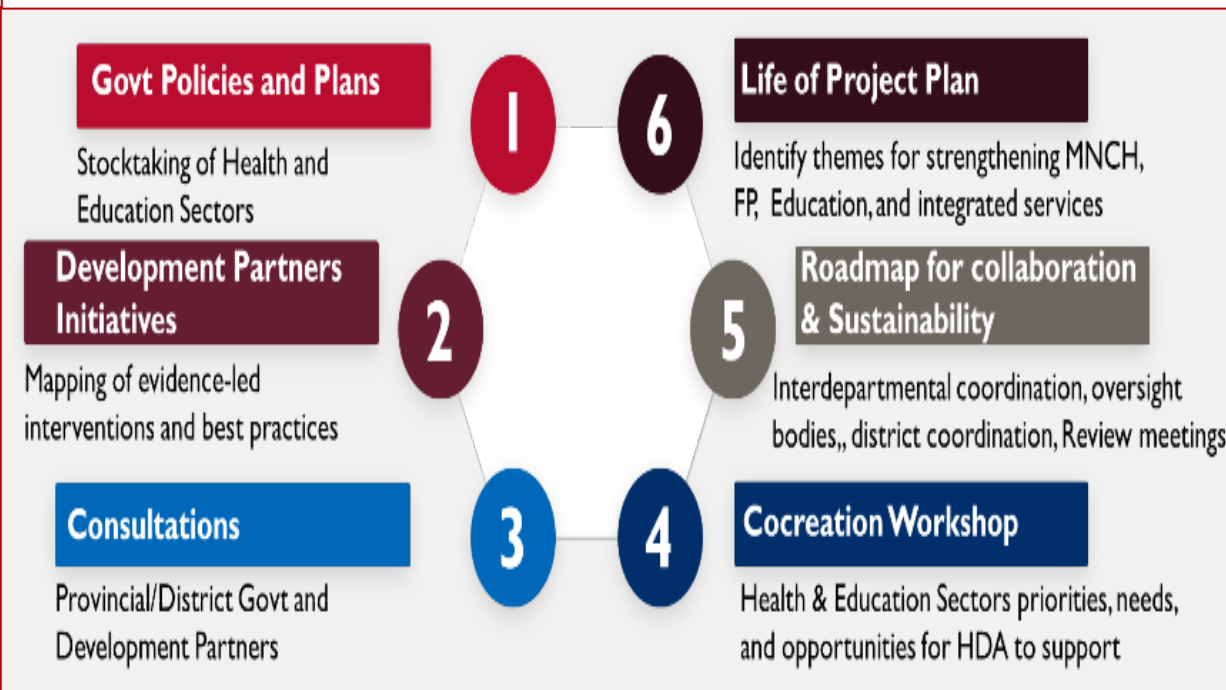 Govt Policies and Plans
1
Stocktaking of Health and
Education Sectors
Development Partners
Initiatives
2
Mapping of evidence-led
interventions and best practices
Consultations
3
Provincial/District Govt and
Development Partners
Cocreation Workshop
4
Health & Education Sectors priorities, needs,
and opportunities for HDA to support
Roadmap for collaboration
& Sustainability
5
Interdepartmental coordination, oversight
bodies,, district coordination, Review meetings
Life of Project Plan
6
Identify themes for strengthening MNCH,
FP, Education, and integrated services